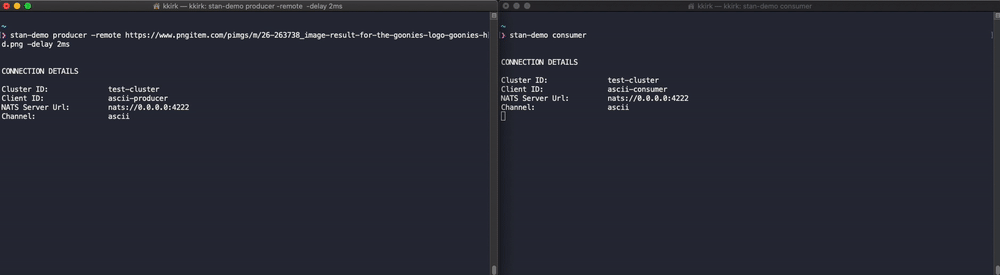 kkirk — kkirk: stan-demo producer -remote -delay 2ms
~
❯ stan-demo producer -remote https://www.pngitem.com/pimgs/m/26-263738_image-result-for-the-goonies-logo-goonies-h
d.png -delay 2ms
CONNECTION DETAILS
Cluster ID: test-cluster
Client ID: ascii-producer
NATS Server Url: nats://0.0.0.0:4222
Channel: ascii
kkirk — kkirk: stan-demo consumer
~
❯ stan-demo consumer
CONNECTION DETAILS
Cluster ID: test-cluster
Client ID: ascii-consumer
NATS Server Url: nats://0.0.0.0:4222
Channel: ascii